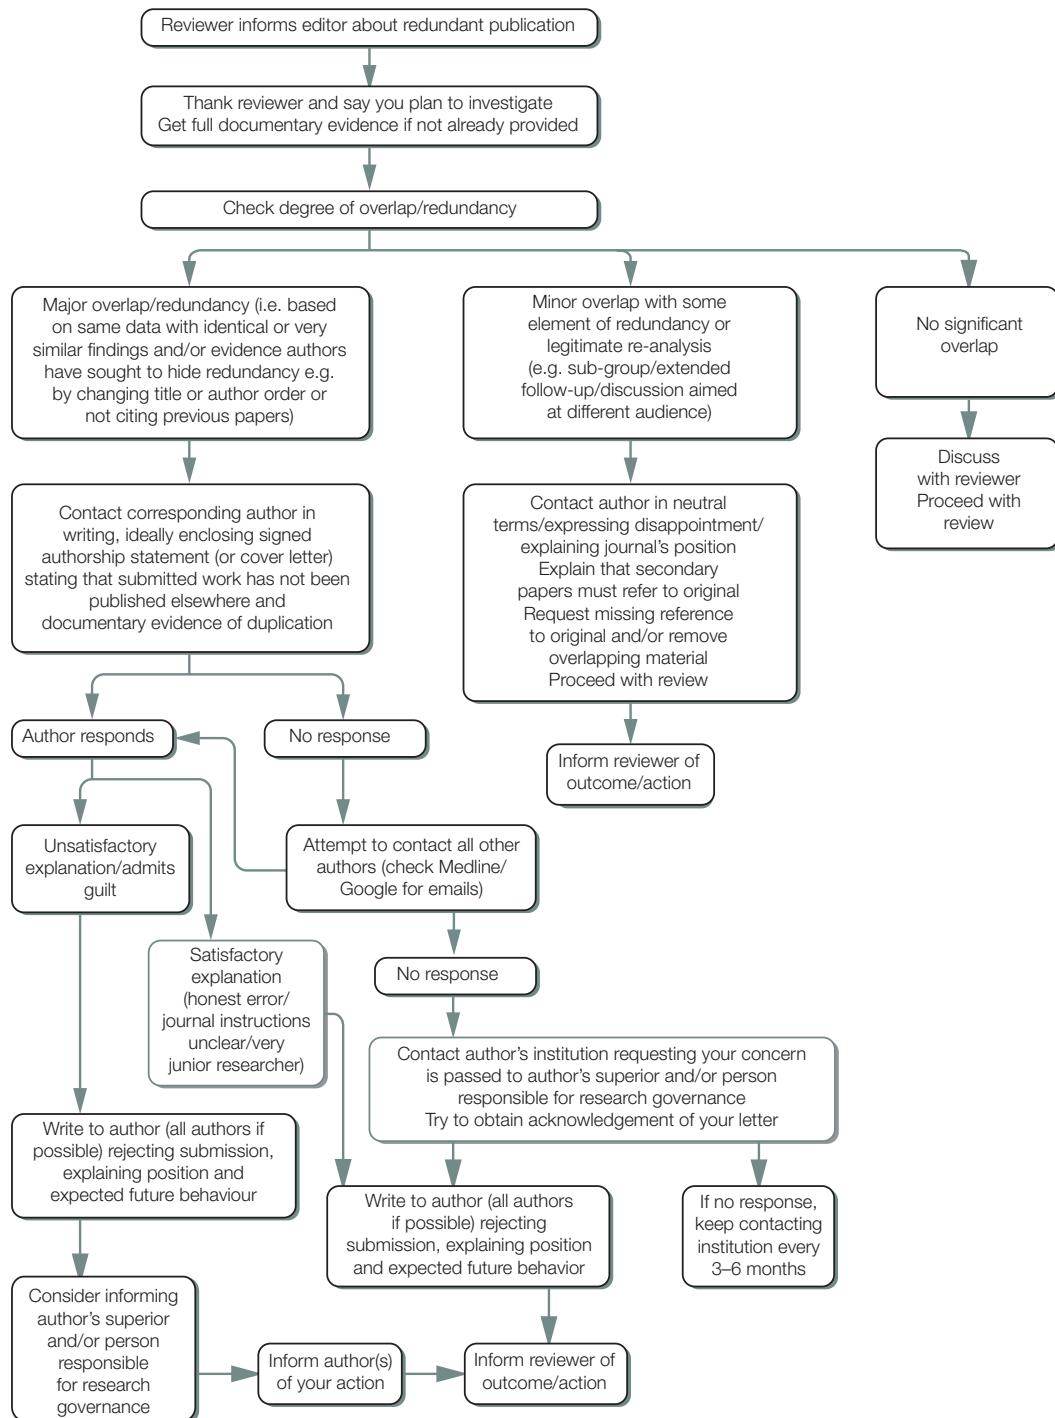 Reviewer informs editor about redundant publication
Thank reviewer and say you plan to investigate
Get full documentary evidence if not already provided
Check degree of overlap/redundancy
Major overlap/redundancy (i.e. based
on same data with identical or very
similar findings and/or evidence authors
have sought to hide redundancy e.g.
by changing title or author order or
not citing previous papers)
Minor overlap with some
element of redundancy or
legitimate re-analysis
(e.g. sub-group/extended
follow-up/discussion aimed
at different audience)
No significant
overlap
Discuss
with reviewer
Proceed with
review
Contact corresponding author in
writing, ideally enclosing signed
authorship statement (or cover letter)
stating that submitted work has not been
published elsewhere and
documentary evidence of duplication
Contact author in neutral
terms/expressing disappointment/
explaining journal's position
Explain that secondary
papers must refer to original
Request missing reference
to original and/or remove
overlapping material
Proceed with review
Author responds
No response
Inform reviewer of
outcome/action
Unsatisfactory
explanation/admits
guilt
Attempt to contact all other
authors (check Medline/
Google for emails)
Satisfactory
explanation
(honest error/
journal instructions
unclear/very
junior researcher)
No response
Contact author's institution requesting your concern
is passed to author's superior and/or person
responsible for research governance
Try to obtain acknowledgement of your letter
Write to author (all authors if
possible) rejecting submission,
explaining position and
expected future behaviour
Write to author (all authors
if possible) rejecting
submission, explaining position
and expected future behavior
If no response,
keep contacting
institution every
3–6 months
Consider informing
author's superior
and/or person
responsible
for research
governance
Inform author(s)
of your action
Inform reviewer of
outcome/action